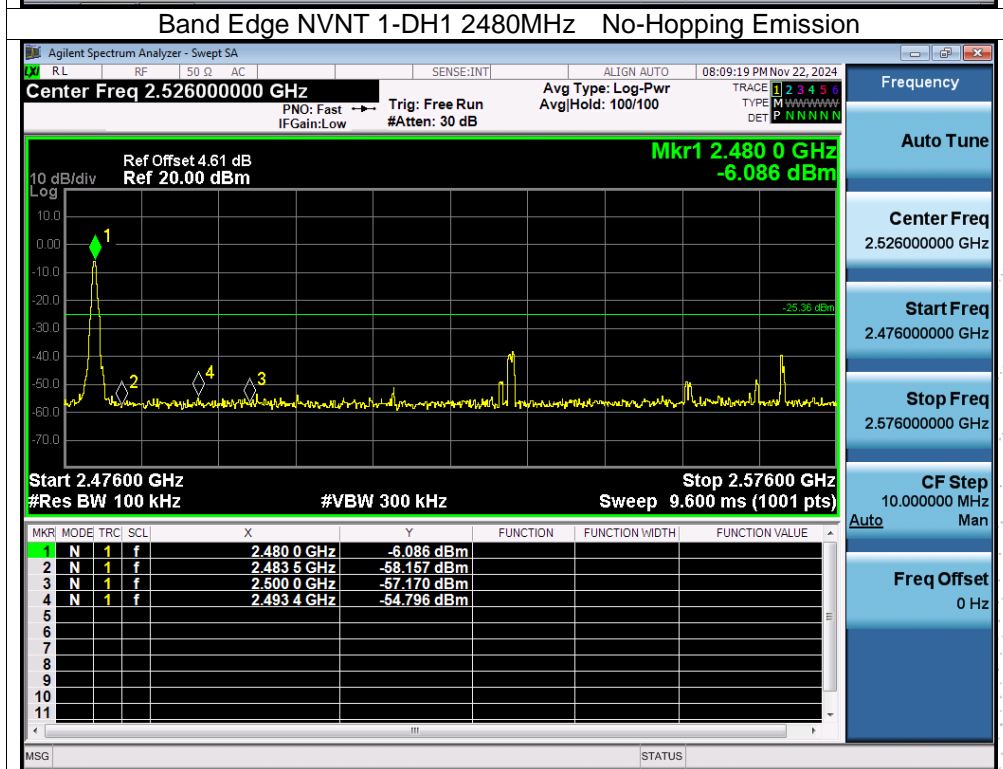 Band Edge NVNT 1-DH1 2480MHz No-Hopping Emission
Agilent Spectrum Analyzer - Swept SA
LXI RL RF 50 Ω AC SENSE:INT ALIGN AUTO 08:09:19 PM Nov 22, 2024
Center Freq 2.526000000 GHz
PNO: Fast
IFGain:Low
Trig: Free Run
#Atten: 30 dB
Avg Type: Log-Pwr
Avg|Hold: 100/100
TRACE 1 2 3 4 5 6
TYPE M WWWWW
DET P N N N N N
Ref Offset 4.61 dB
10 dB/div Ref 20.00 dBm
Log
Mkr1 2.480 0 GHz
-6.086 dBm
10.0
0.00
-10.0
-20.0
-30.0
-40.0
-50.0
-60.0
-70.0
1
2
4
3
-25.36 dBm
Start 2.47600 GHz Stop 2.57600 GHz
#Res BW 100 kHz #VBW 300 kHz Sweep 9.600 ms (1001 pts)
MKR MODE TRC SCL X Y FUNCTION FUNCTION WIDTH FUNCTION VALUE
1 N 1 f 2.480 0 GHz -6.086 dBm
2 N 1 f 2.483 5 GHz -58.157 dBm
3 N 1 f 2.500 0 GHz -57.170 dBm
4 N 1 f 2.493 4 GHz -54.796 dBm
5
6
7
8
9
10
11
MSG STATUS
Frequency
Auto Tune
Center Freq
2.526000000 GHz
Start Freq
2.476000000 GHz
Stop Freq
2.576000000 GHz
CF Step
10.000000 MHz
Auto Man
Freq Offset
0 Hz